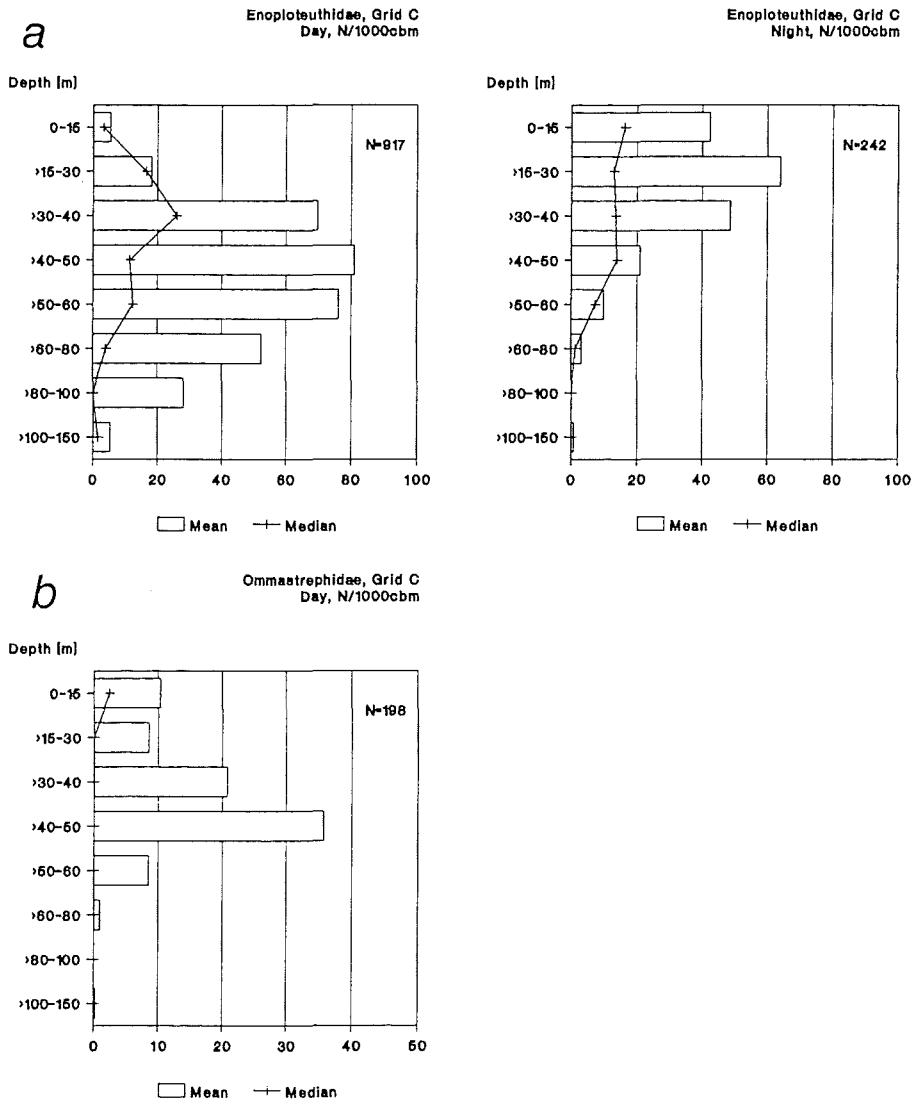 a
Enoploteuthidae, Grid C
Day, N/1000cbm
Depth [m]
N=917
0-15
>15-30
>30-40
>40-50
>50-60
>60-80
>80-100
>100-150
0 20 40 60 80 100
Mean Median
Enoploteuthidae, Grid C
Night, N/1000cbm
Depth [m]
N=242
0-15
>15-30
>30-40
>40-50
>50-60
>60-80
>80-100
>100-150
0 20 40 60 80 100
Mean Median
b
Ommastrephidae, Grid C
Day, N/1000cbm
Depth [m]
N=198
0-15
>15-30
>30-40
>40-50
>50-60
>60-80
>80-100
>100-150
0 10 20 30 40 50
Mean Median